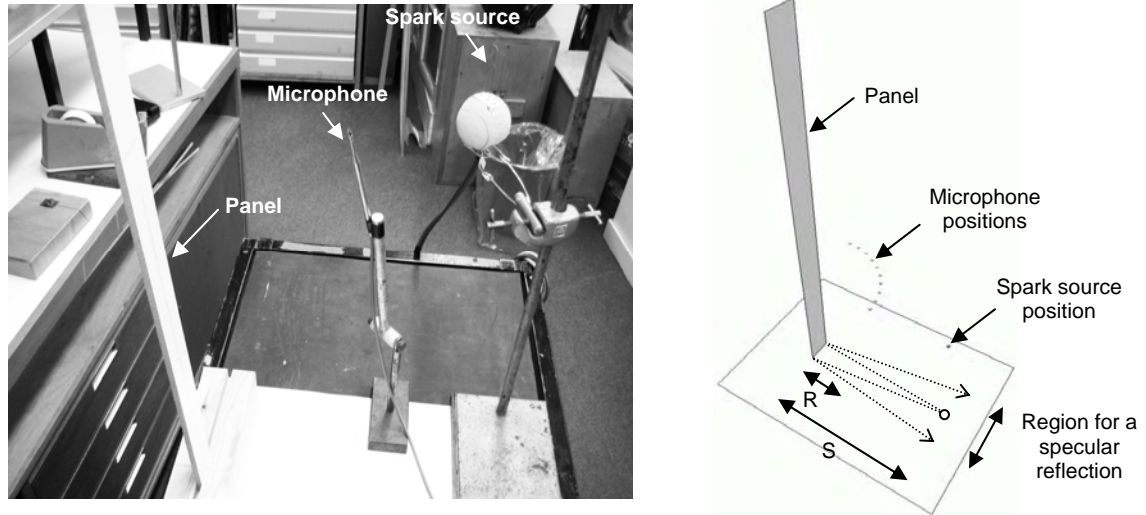 Spark source
Microphone
Panel
Panel
Microphone
positions
Spark source
position
R
S
Region for a
specular
reflection